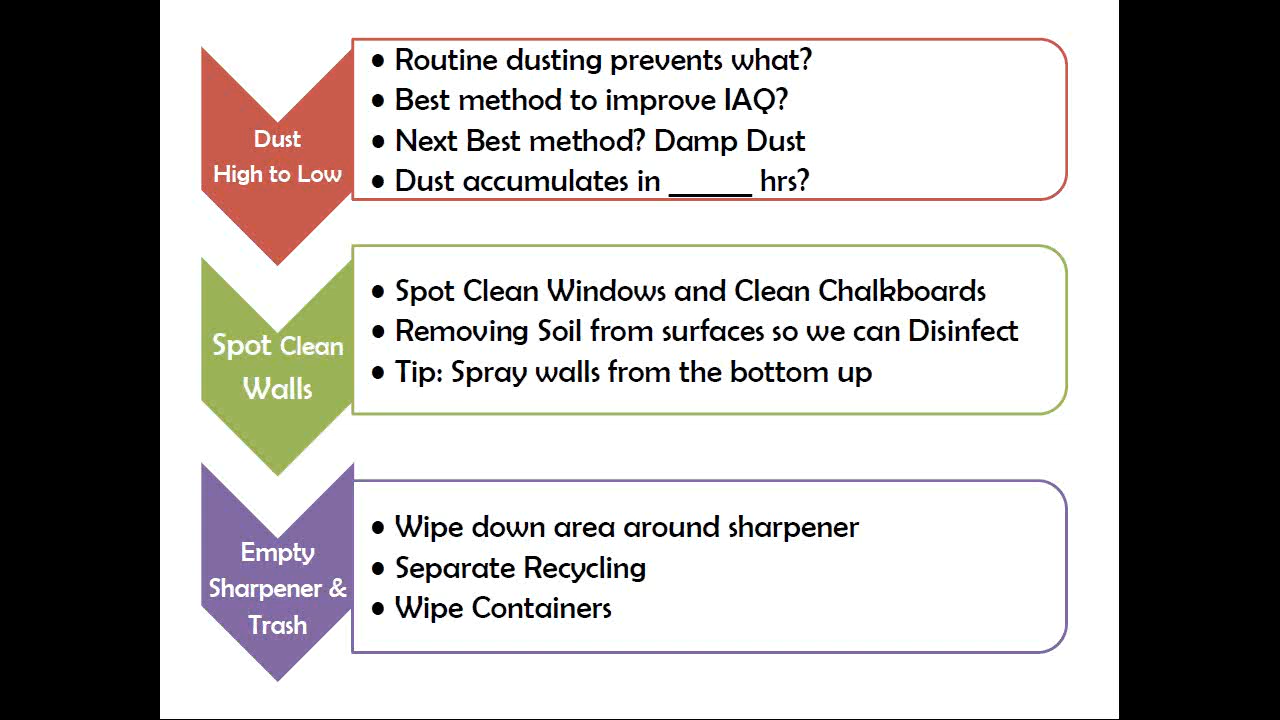 Dust
High to Low
• Routine dusting prevents what?
• Best method to improve IAQ?
• Next Best method? Damp Dust
• Dust accumulates in ______ hrs?
Spot Clean
Walls
• Spot Clean Windows and Clean Chalkboards
• Removing Soil from surfaces so we can Disinfect
• Tip: Spray walls from the bottom up
Empty
Sharpener &
Trash
• Wipe down area around sharpener
• Separate Recycling
• Wipe Containers